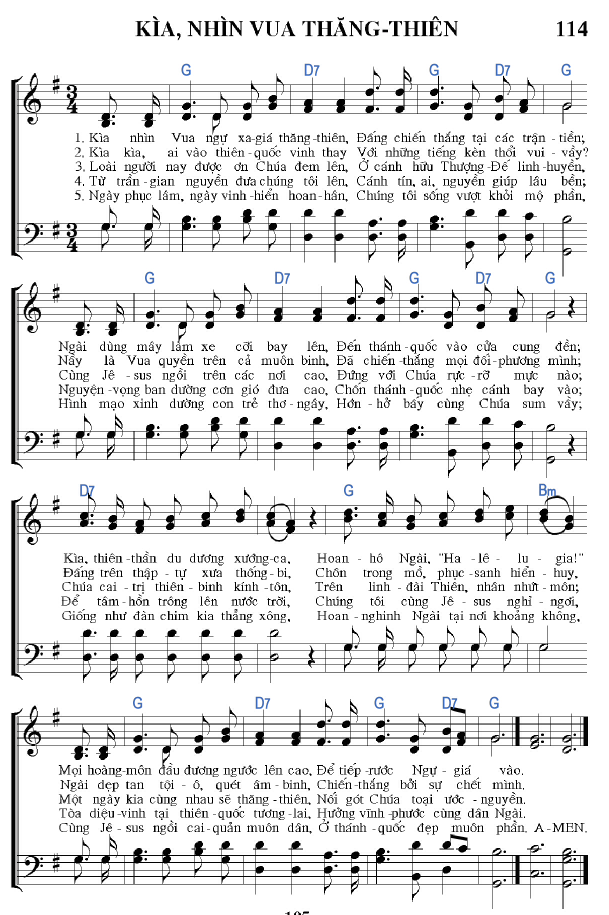 KÌA, NHÌN VUA THĂNG-THIÊN 114
G D7 G D7 G
1. Kìa nhìn Vua ngự xa-giá thăng-thiên, Đấng chiến thắng tại các trận-tiền;
2. Kìa kìa, ai vào thiên-quốc vinh thay Với những tiếng kèn thổi vui-vầy?
3. Loài người nay được ơn Chúa đem lên, Ở cánh hữu Thượng-Đế linh-huyền,
4. Từ trần-gian nguyền đưa chúng tôi lên, Cánh tín, ai, nguyền giúp lâu bền;
5. Ngày phục lâm, ngày vinh-hiển hoan-hân, Chúng tôi sống vượt khỏi mộ phần,
G D7 G D7 G
Ngài dùng mây lắm xe cỡi bay lên, Đến thánh-quốc vào cửa cung đền;
Nầy là Vua quyền trên cả muôn binh, Đã chiến-thắng mọi đối-phương mình;
Cùng Jê-sus ngồi trên các nơi cao, Đứng với Chúa rực-rỡ mực nào;
Nguyện-vọng ban dường cơn gió đưa cao, Chốn thánh-quốc nhẹ cánh bay vào;
Hình mạo xinh dường con trẻ thơ-ngây, Hớn-hở bấy cùng Chúa sum vầy;
D7 G Bm
Kìa, thiên-thần du dương xướng-ca, Hoan-hô Ngài, "Ha-lê-lu-gia!"
Đấng trên thập-tự xưa thống-bi, Chôn trong mồ, phục-sanh hiển-huy,
Chúa cai-trị thiên-binh kính-tôn, Trên linh-đài Thiên, nhân nhứt-môn;
Để tâm-hồn trông lên nước trời, Chúng tôi cùng Jê-sus nghỉ-ngơi,
Giống như đàn chim kia thẳng xông, Hoan-nghinh Ngài tại nơi khoảng không,
G D7 G D7 G
Mọi hoàng-môn đầu đương ngước lên cao, Để tiếp-rước Ngự-giá vào.
Ngài dẹp tan tội-ô, quét âm-binh, Chiến-thắng bởi sự chết mình.
Một ngày kia cùng nhau sẽ thăng-thiên, Nối gót Chúa toại ước-nguyền.
Tòa diệu-vinh tại thiên-quốc tương-lai, Hưởng vĩnh-phước cùng dân Ngài.
Cùng Jê-sus ngồi cai-quản muôn dân, Ở thánh-quốc đẹp muôn phần. A-MEN.